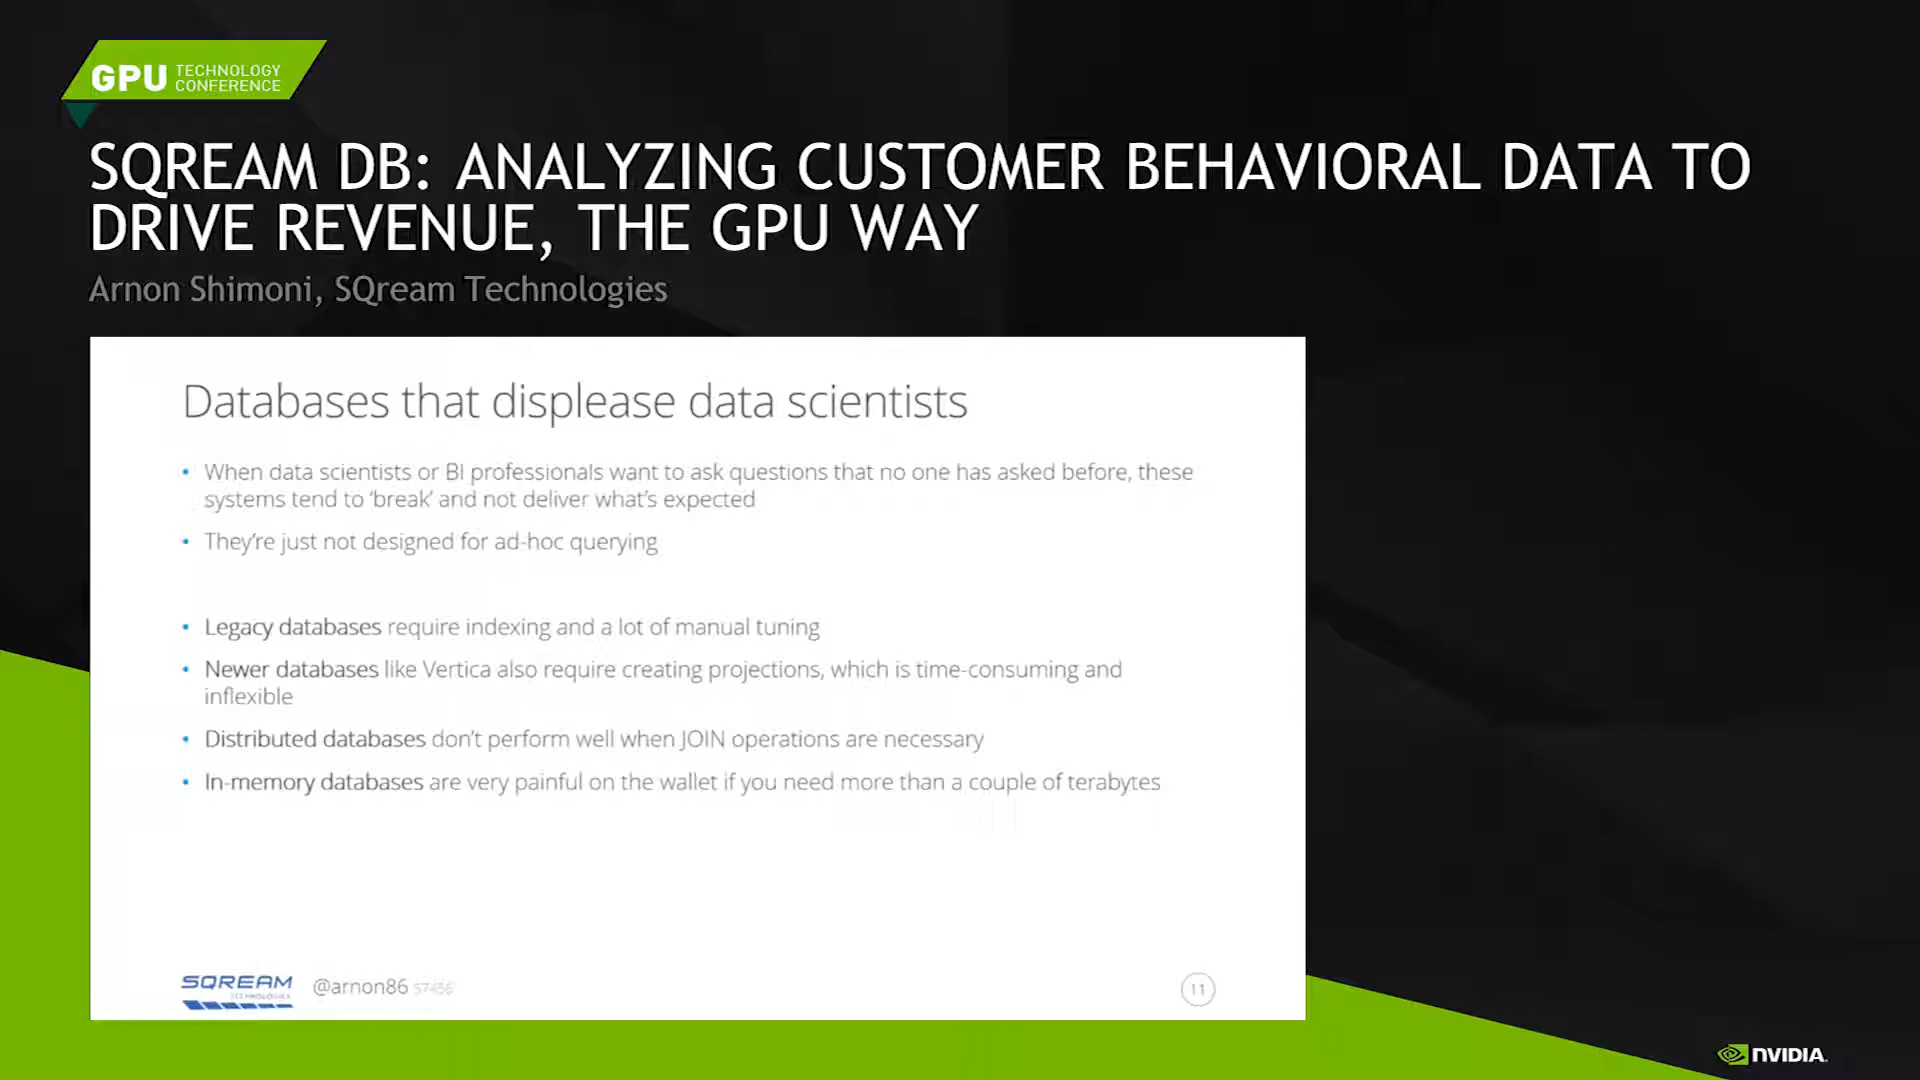 GPU TECHNOLOGY
CONFERENCE
SQREAM DB: ANALYZING CUSTOMER BEHAVIORAL DATA TO
DRIVE REVENUE, THE GPU WAY
Arnon Shimoni, SQream Technologies
Databases that displease data scientists
• When data scientists or BI professionals want to ask questions that no one has asked before, these
systems tend to ‘break’ and not deliver what’s expected
• They’re just not designed for ad-hoc querying
• Legacy databases require indexing and a lot of manual tuning
• Newer databases like Vertica also require creating projections, which is time-consuming and
inflexible
• Distributed databases don’t perform well when JOIN operations are necessary
• In-memory databases are very painful on the wallet if you need more than a couple of terabytes
SQREAM
TECHNOLOGIES
@arnon86 S7456
11
NVIDIA.